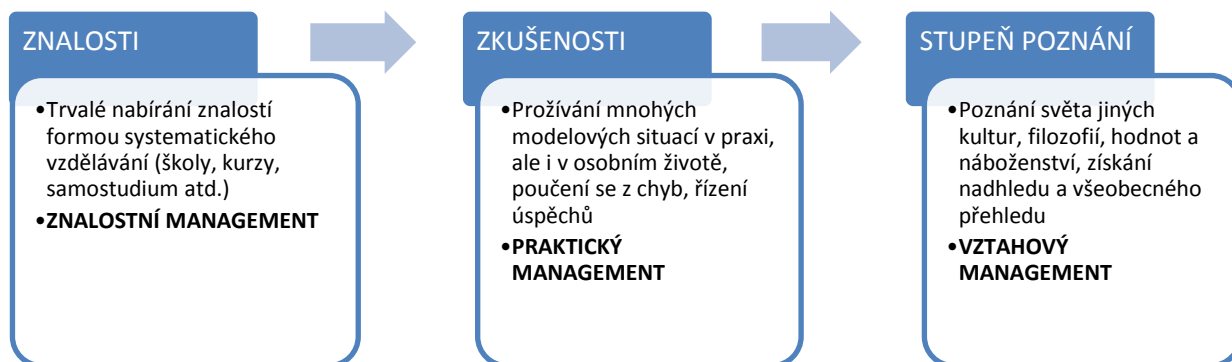 ZNALOSTI
•Trvalé nabírání znalostí
formou systematického
vzdělávání (školy, kurzy,
samostudium atd.)
•ZNALOSTNÍ MANAGEMENT
ZKUŠENOSTI
•Prožívání mnohých
modelových situací v praxi,
ale i v osobním životě,
poučení se z chyb, řízení
úspěchů
•PRAKTICKÝ
MANAGEMENT
STUPEŇ POZNÁNÍ
•Poznání světa jiných
kultur, filozofií, hodnot a
náboženství, získání
nadhledu a všeobecného
přehledu
•VZTAHOVÝ
MANAGEMENT